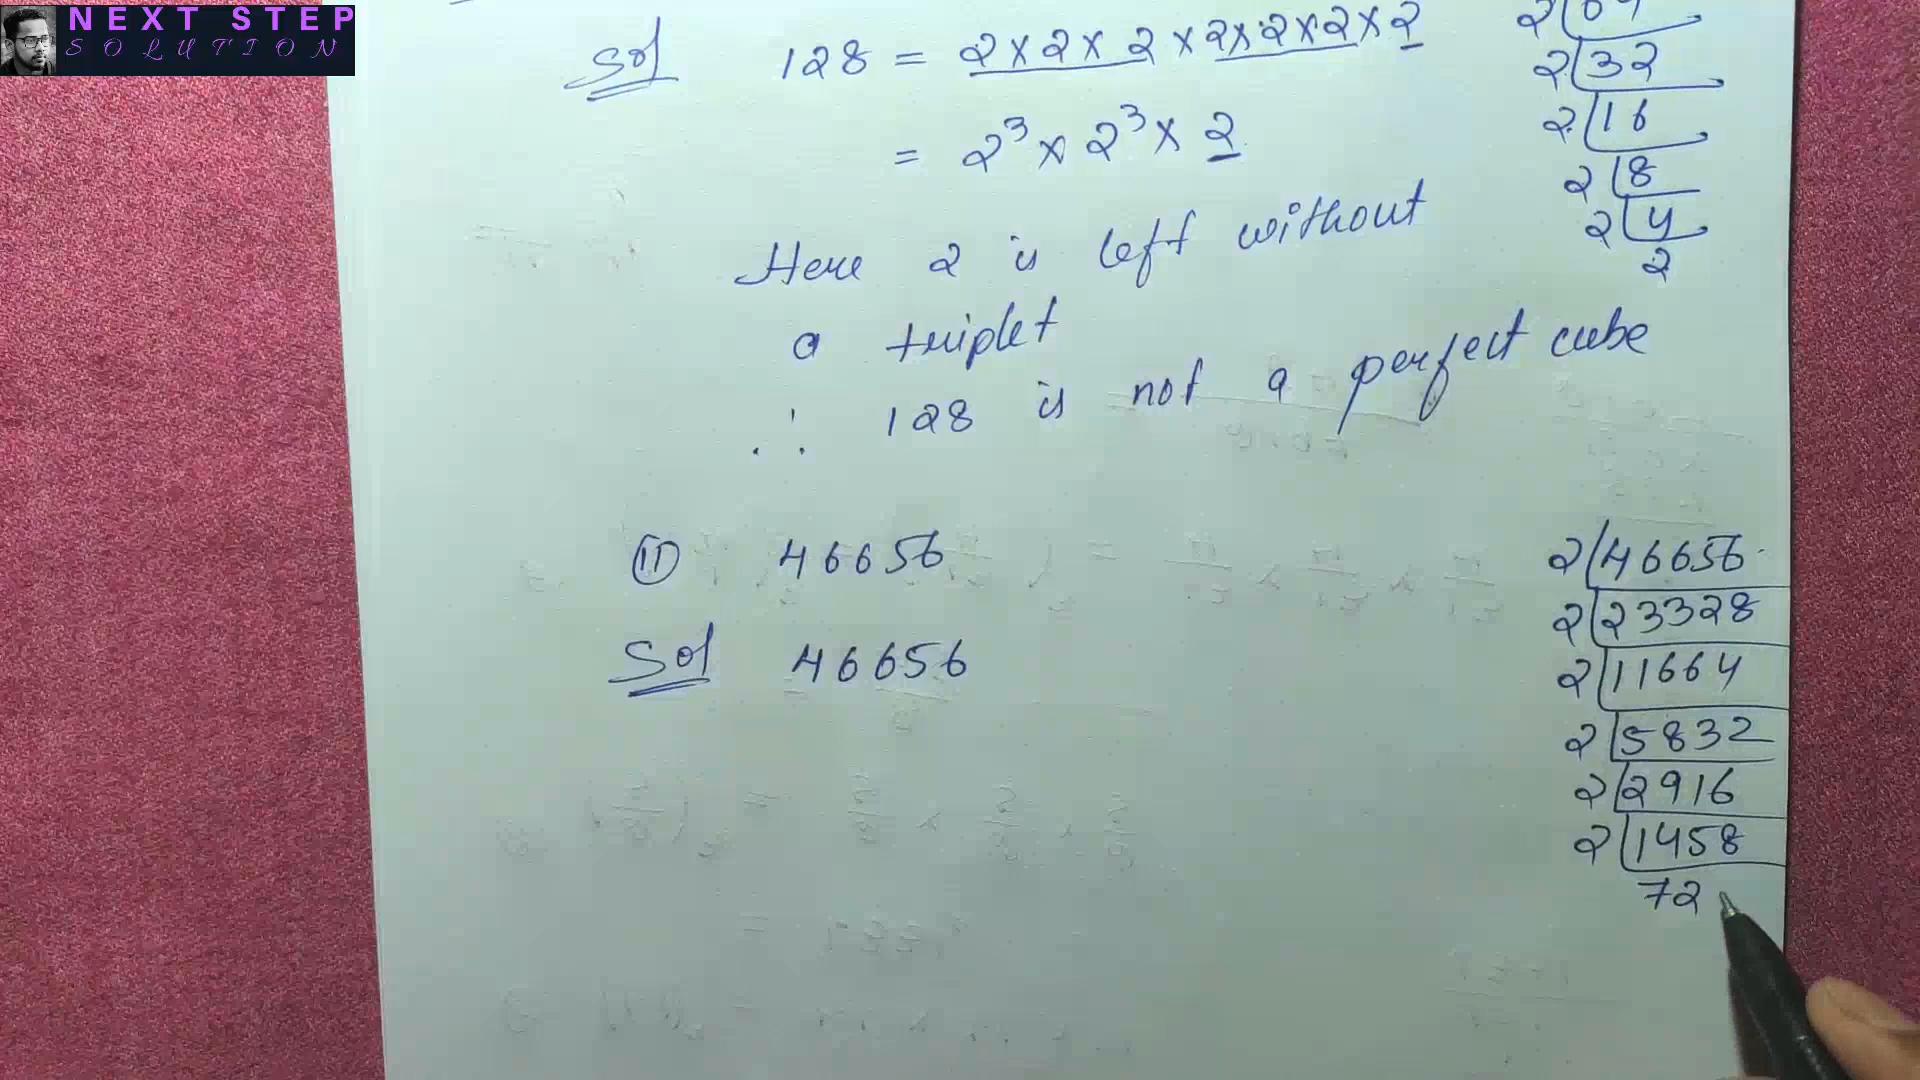 NEXT STEP
SOLUTION
Sol 128 = 2 × 2 × 2 × 2 × 2 × 2 × 2
= 2³ × 2³ × 2
Here 2 is left without
a triplet
∴ 128 is not a perfect cube
2 32
2 16
2 8
2 4
2
(ii) 46656
Sol 46656
2 46656
2 23328
2 11664
2 5832
2 2916
2 1458
72